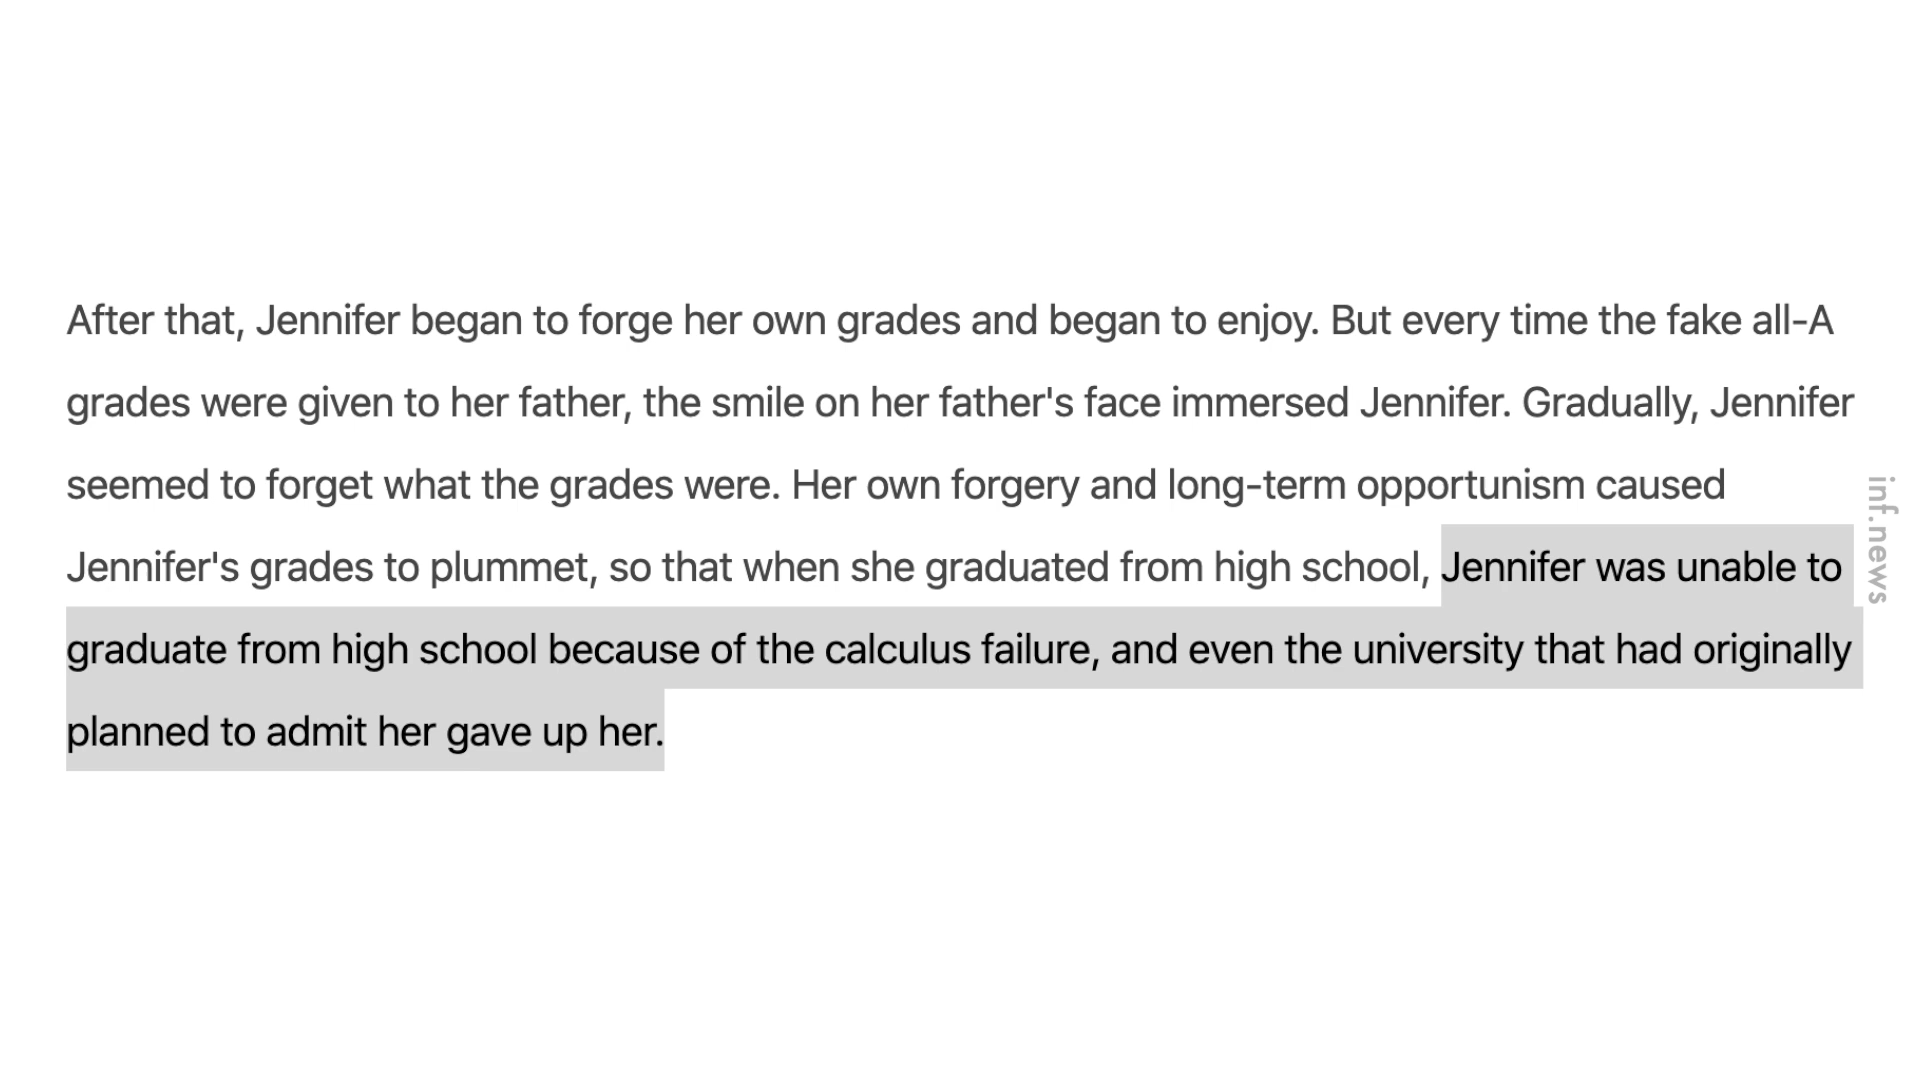 After that, Jennifer began to forge her own grades and began to enjoy. But every time the fake all-A
grades were given to her father, the smile on her father's face immersed Jennifer. Gradually, Jennifer
seemed to forget what the grades were. Her own forgery and long-term opportunism caused
Jennifer's grades to plummet, so that when she graduated from high school, Jennifer was unable to
graduate from high school because of the calculus failure, and even the university that had originally
planned to admit her gave up her.
inf.news